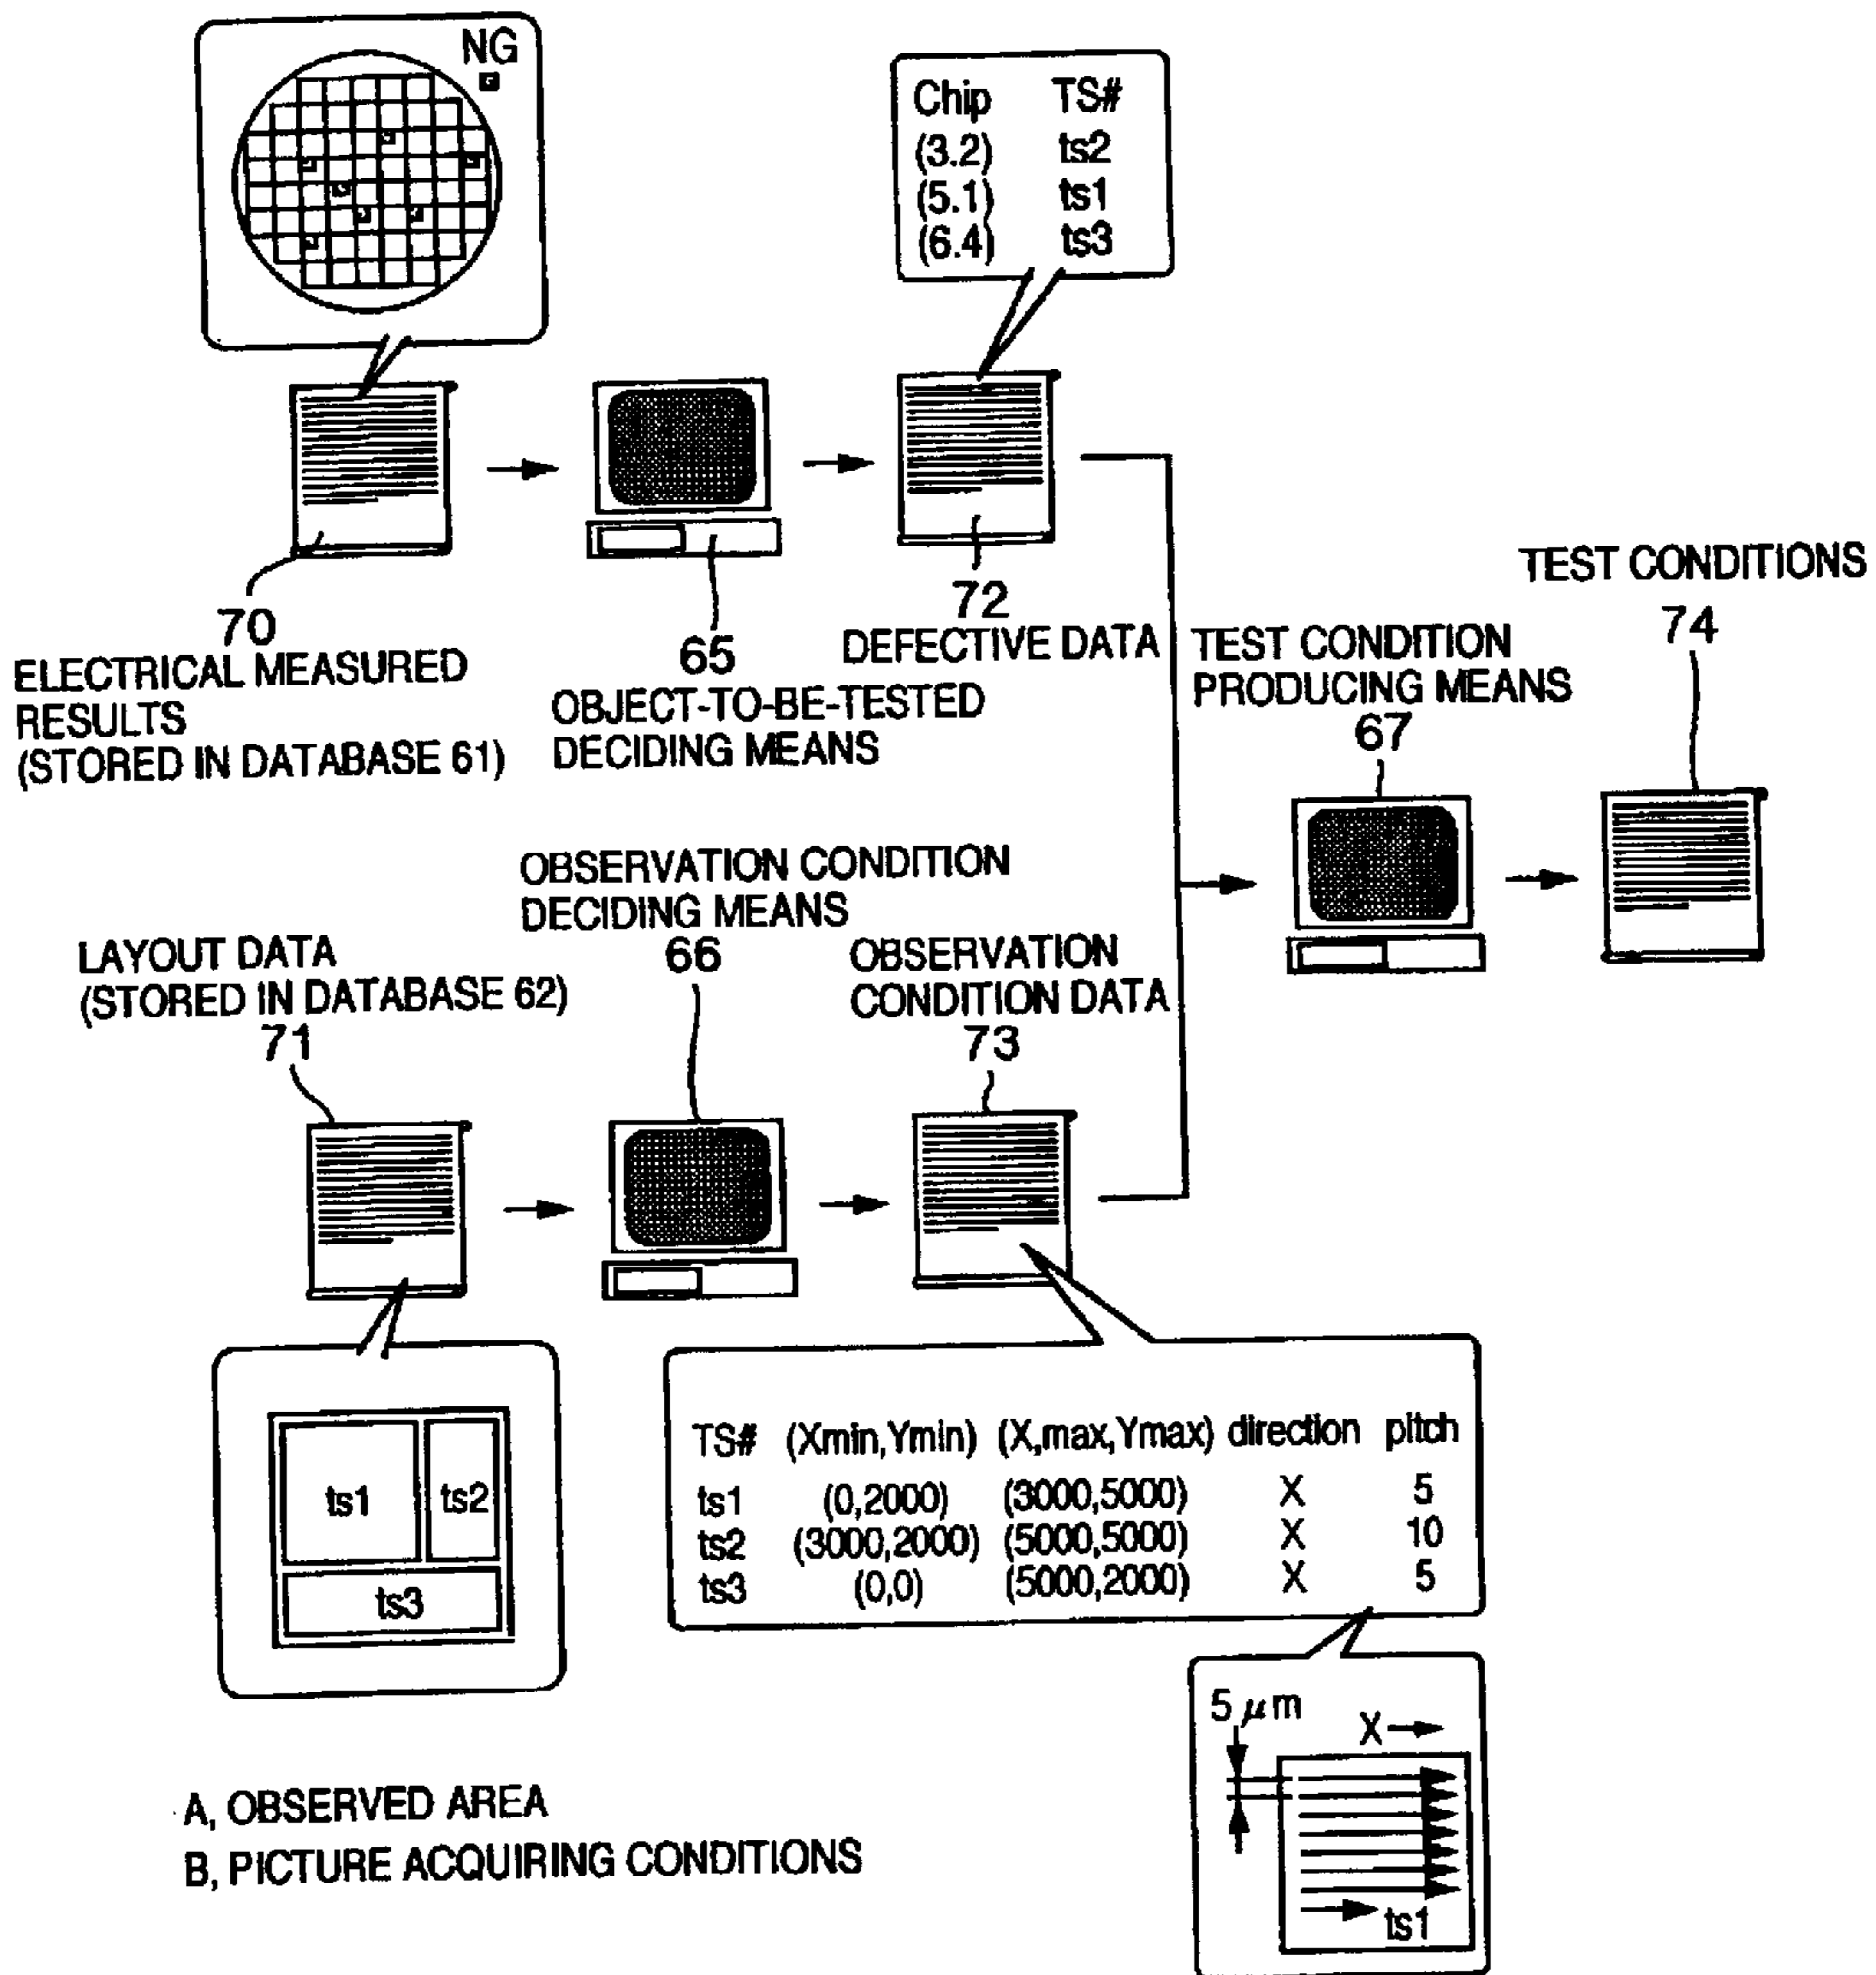 NG
Chip TS#
(3.2) ts2
(5.1) ts1
(6.4) ts3
70
ELECTRICAL MEASURED
RESULTS
(STORED IN DATABASE 61)
65
OBJECT-TO-BE-TESTED
DECIDING MEANS
72
DEFECTIVE DATA
TEST CONDITION
PRODUCING MEANS
67
TEST CONDITIONS
74
LAYOUT DATA
(STORED IN DATABASE 62)
71
OBSERVATION CONDITION
DECIDING MEANS
66
OBSERVATION
CONDITION DATA
73
ts1 ts2
ts3
TS# (Xmin,Ymin) (X,max,Ymax) direction pitch
ts1 (0,2000) (3000,5000) X 5
ts2 (3000,2000) (5000,5000) X 10
ts3 (0,0) (5000,2000) X 5
5 μm
X
ts1
A, OBSERVED AREA
B, PICTURE ACQUIRING CONDITIONS